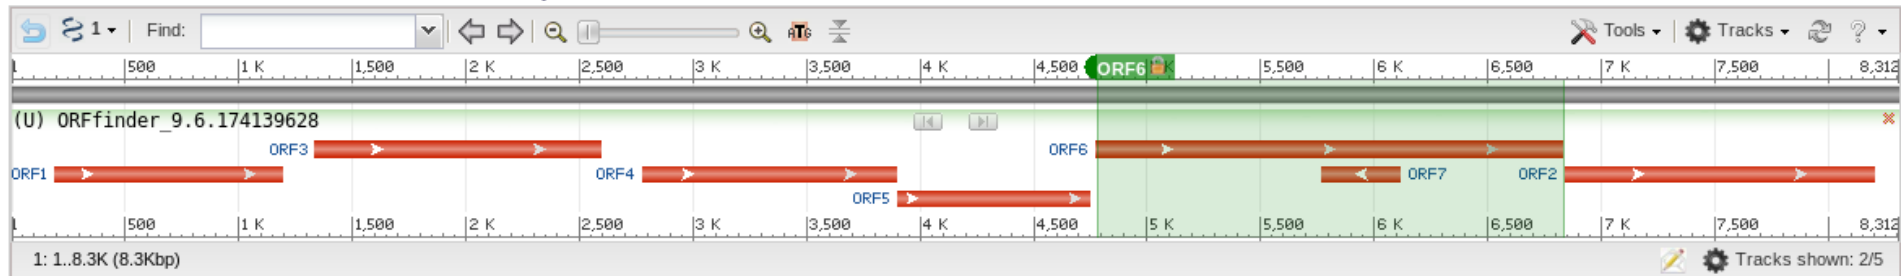 1 Find: ATG Tools Tracks ?
1 500 1 K 1,500 2 K 2,500 3 K 3,500 4 K 4,500 ORF6 K 5,500 6 K 6,500 7 K 7,500 8,312
(U) ORFfinder_9.6.174139628
ORF3 ORF6
ORF1 ORF4 ORF7 ORF2
ORF5
1 500 1 K 1,500 2 K 2,500 3 K 3,500 4 K 4,500 5 K 5,500 6 K 6,500 7 K 7,500 8,312
1: 1..8.3K (8.3Kbp) Tracks shown: 2/5